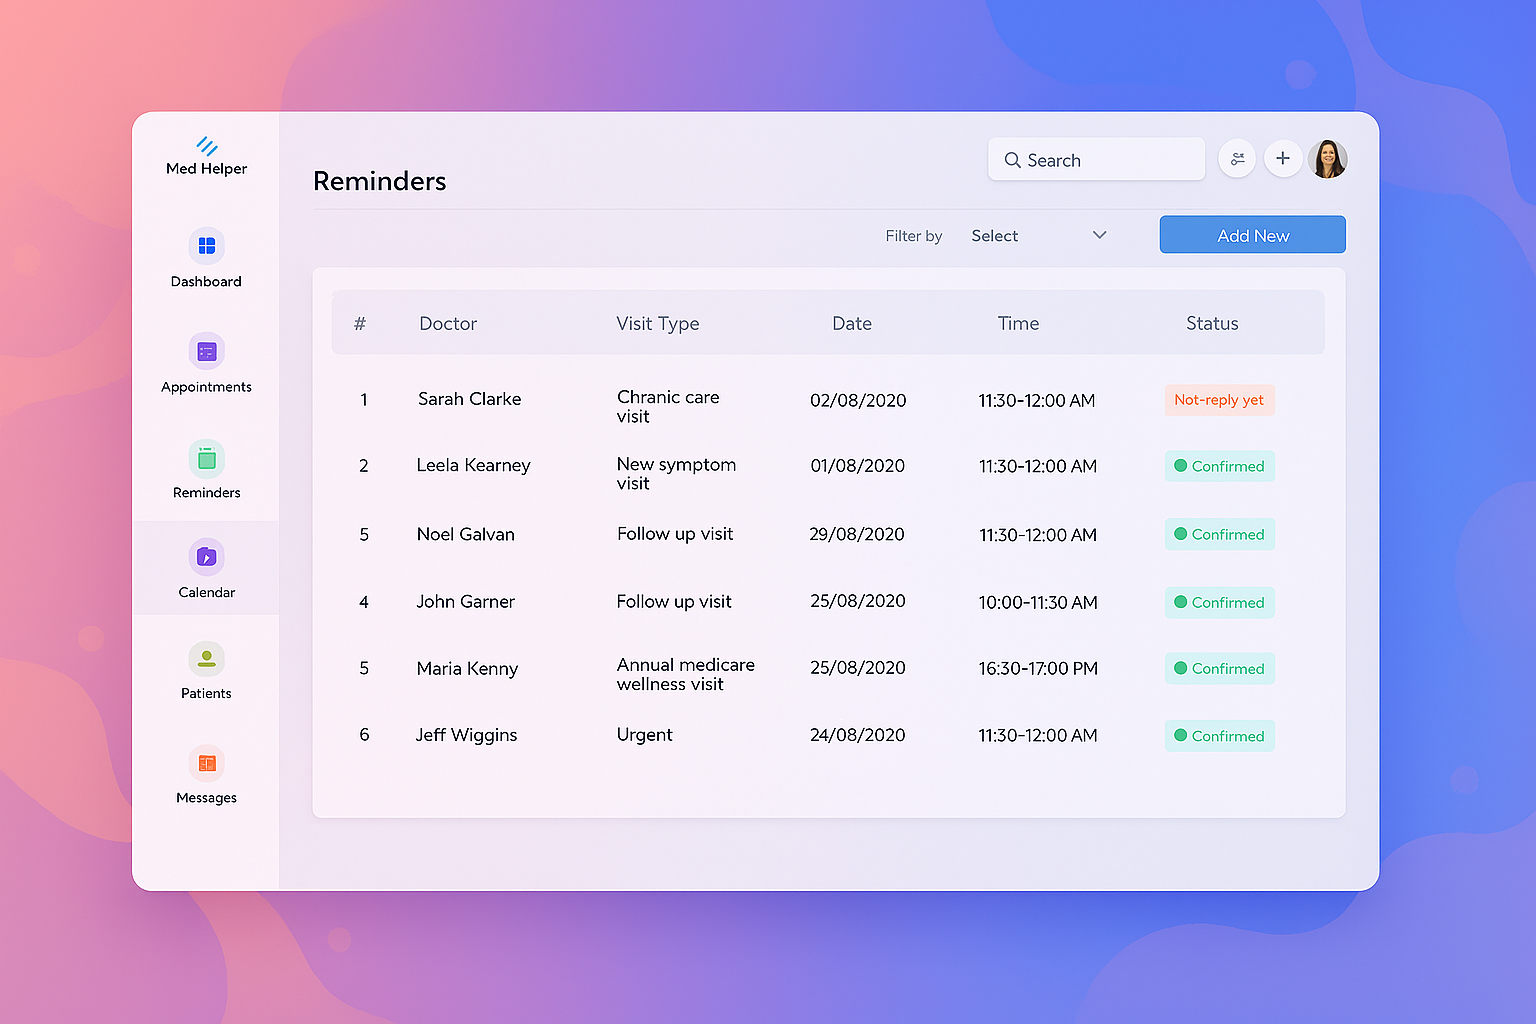 Med Helper
Dashboard
Appointments
Reminders
Calendar
Patients
Messages
Reminders
Search
Filter by Select Add New
# Doctor Visit Type Date Time Status
1 Sarah Clarke Chranic care 02/08/2020 11:30-12:00 AM Not-reply yet
visit
2 Leela Kearney New symptom 01/08/2020 11:30-12:00 AM Confirmed
visit
5 Noel Galvan Follow up visit 29/08/2020 11:30-12:00 AM Confirmed
4 John Garner Follow up visit 25/08/2020 10:00-11:30 AM Confirmed
5 Maria Kenny Annual medicare 25/08/2020 16:30-17:00 PM Confirmed
wellness visit
6 Jeff Wiggins Urgent 24/08/2020 11:30-12:00 AM Confirmed